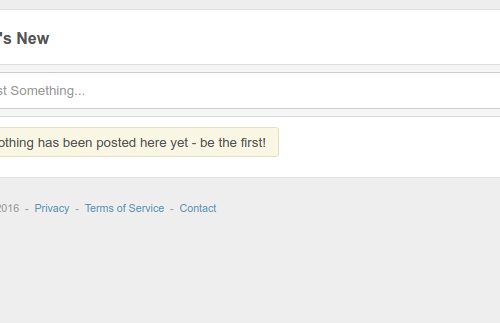 's New
st Something...
othing has been posted here yet - be the first!
2016 - Privacy - Terms of Service - Contact